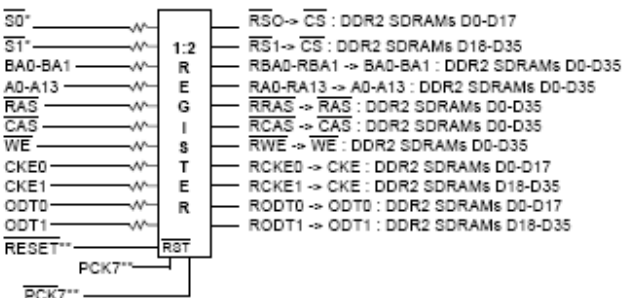 S0*
S1*
BA0-BA1
A0-A13
RAS
CAS
WE
CKE0
CKE1
ODT0
ODT1
RESET**
PCK7**
PCK7**
1:2
R
E
G
I
S
T
E
R
RST
RSO-> CS : DDR2 SDRAMs D0-D17
RS1-> CS : DDR2 SDRAMs D18-D35
RBA0-RBA1 -> BA0-BA1 : DDR2 SDRAMs D0-D35
RA0-RA13 -> A0-A13 : DDR2 SDRAMs D0-D35
RRAS -> RAS : DDR2 SDRAMs D0-D35
RCAS -> CAS : DDR2 SDRAMs D0-D35
RWE -> WE : DDR2 SDRAMs D0-D35
RCKE0 -> CKE : DDR2 SDRAMs D0-D17
RCKE1 -> CKE : DDR2 SDRAMs D18-D35
RODT0 -> ODT0 : DDR2 SDRAMs D0-D17
RODT1 -> ODT1 : DDR2 SDRAMs D18-D35